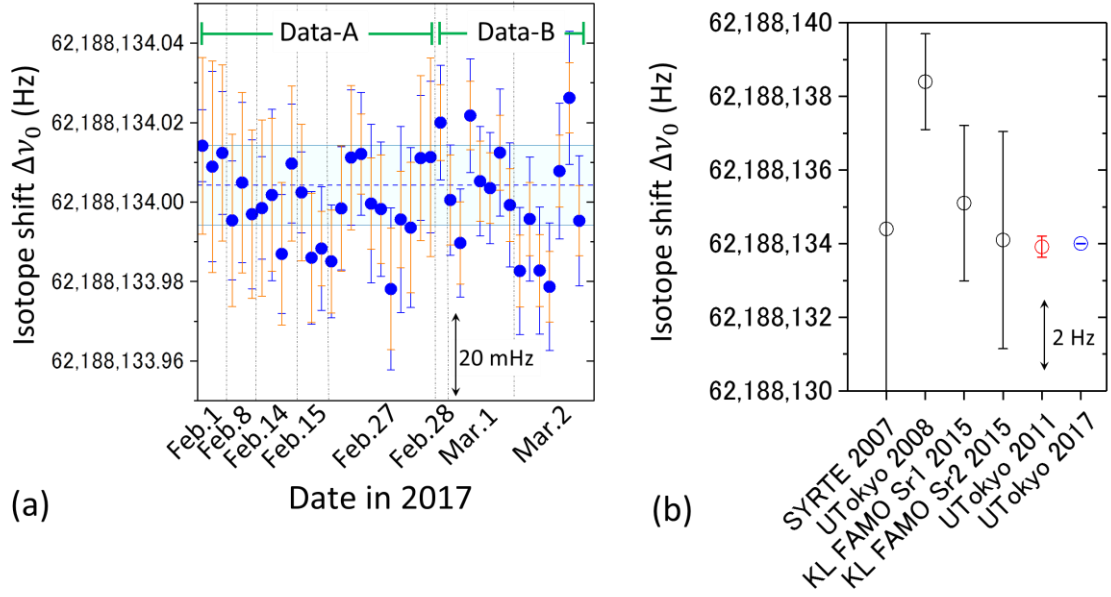 Isotope shift Δν₀ (Hz)
62,188,134.04
62,188,134.02
62,188,134.00
62,188,133.98
62,188,133.96
Data-A
Data-B
20 mHz
Feb.1
Feb.8
Feb.14
Feb.15
Feb.27
Feb.28
Mar.1
Mar.2
Date in 2017
(a)
Isotope shift Δν₀ (Hz)
62,188,140
62,188,138
62,188,136
62,188,134
62,188,132
62,188,130
2 Hz
SYRTE 2007
UTokyo 2008
KL FAMO Sr1 2015
KL FAMO Sr2 2015
UTokyo 2011
UTokyo 2017
(b)